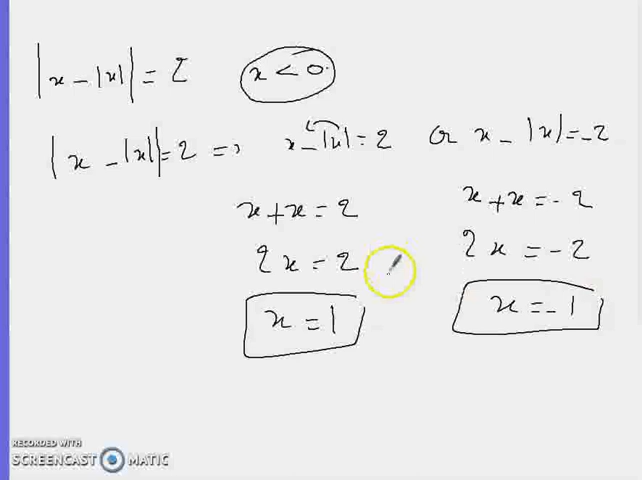 |x - |x|| = 2 x < 0
|x - |x|| = 2 => x - |x| = 2 or x - |x| = -2
x + x = 2 x + x = - 2
2x = 2 2x = - 2
x = 1 x = - 1
RECORDED WITH
SCREENCAST MATIC